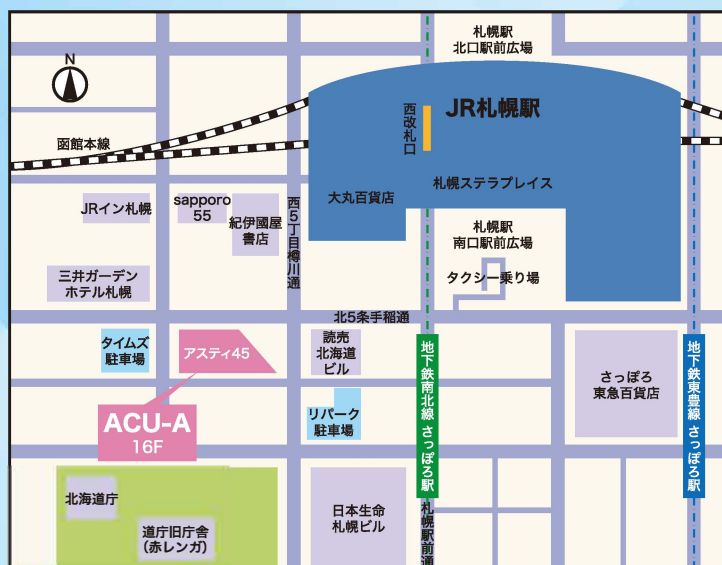 札幌駅
北口駅前広場
N
JR札幌駅
西改札口
函館本線
札幌ステラプレイス
大丸百貨店
JRイン札幌
sapporo
55
紀伊國屋
書店
西5丁目樽川通
札幌駅
南口駅前広場
タクシー乗り場
三井ガーデン
ホテル札幌
北5条手稲通
タイムズ
駐車場
アスティ45
読売
北海道
ビル
地下鉄南北線 さっぽろ駅
さっぽろ
東急百貨店
地下鉄東豊線 さっぽろ駅
ACU-A
16F
リパーク
駐車場
北海道庁
道庁旧庁舎
(赤レンガ)
日本生命
札幌ビル
札幌駅前通